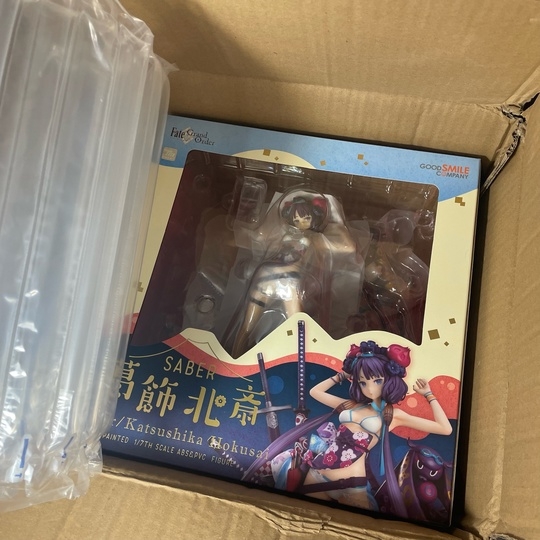 Fate Grand
Order
GOOD SMILE
COMPANY
SABER
葛飾北斎
/Katsushika Hokusai
PAINTED 1/7TH SCALE ABS&PVC FIGURE